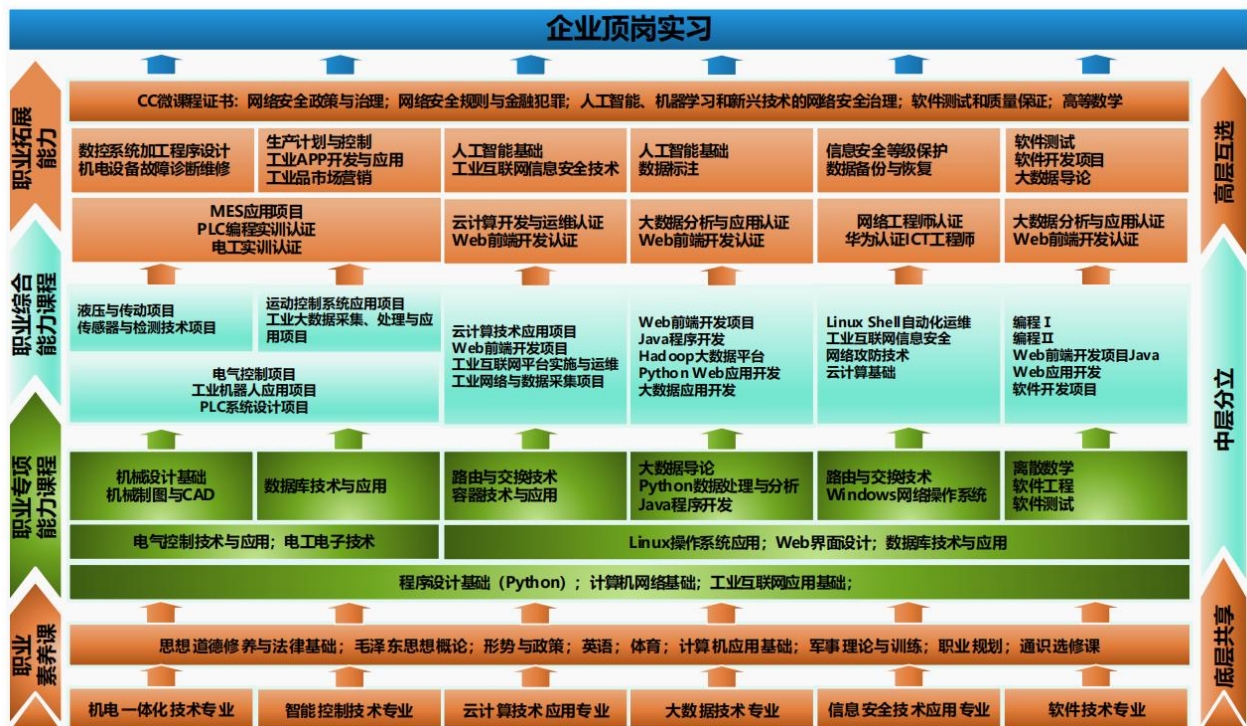 企业顶岗实习
职业拓展
能力
CC微课程证书：网络安全政策与治理；网络安全规则与金融犯罪；人工智能、机器学习和新兴技术的网络安全治理；软件测试和质量保证；高等数学
数控系统加工程序设计
机电设备故障诊断维修
生产计划与控制
工业APP开发与应用
工业品市场营销
人工智能基础
工业互联网信息安全技术
人工智能基础
数据标注
信息安全等级保护
数据备份与恢复
软件测试
软件开发项目
大数据导论
高层互选
MES应用项目
PLC编程实训认证
电工实训认证
云计算开发与运维认证
Web前端开发认证
大数据分析与应用认证
Web前端开发认证
网络工程师认证
华为认证ICT工程师
大数据分析与应用认证
Web前端开发认证
职业综合
能力课程
液压与传动项目
传感器与检测技术项目
运动控制系统应用项目
工业大数据采集、处理与应
用项目
电气控制项目
工业机器人应用项目
PLC系统设计项目
云计算技术应用项目
Web前端开发项目
工业互联网平台实施与运维
工业网络与数据采集项目
Web前端开发项目
Java程序开发
Hadoop大数据平台
Python Web应用开发
大数据应用开发
Linux Shell自动化运维
工业互联网信息安全
网络攻防技术
云计算基础
编程Ⅰ
编程Ⅱ
Web前端开发项目Java
Web应用开发
软件开发项目
中层分立
职业专项
能力课程
机械设计基础
机械制图与CAD
数据库技术与应用
路由与交换技术
容器技术与应用
大数据导论
Python数据处理与分析
Java程序开发
路由与交换技术
Windows网络操作系统
离散数学
软件工程
软件测试
电气控制技术与应用；电工电子技术
Linux操作系统应用；Web界面设计；数据库技术与应用
程序设计基础（Python）；计算机网络基础；工业互联网应用基础；
职业
素养课
思想道德修养与法律基础；毛泽东思想概论；形势与政策；英语；体育；计算机应用基础；军事理论与训练；职业规划；通识选修课
底层共享
机电一体化技术专业
智能控制技术专业
云计算技术应用专业
大数据技术专业
信息安全技术应用专业
软件技术专业